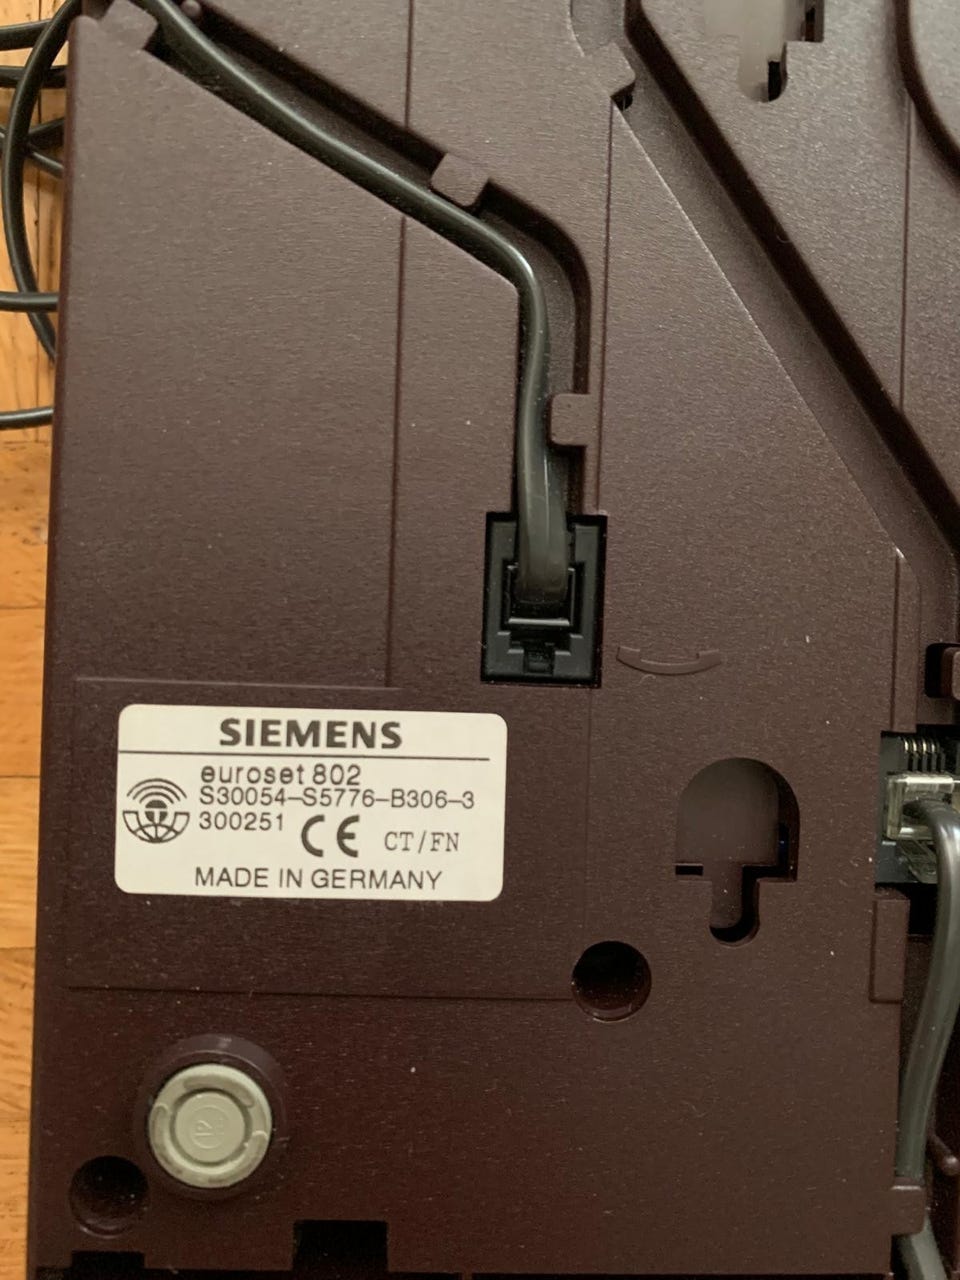 SIEMENS
euroset 802
S30054-S5776-B306-3
300251 CE CT/FN
MADE IN GERMANY